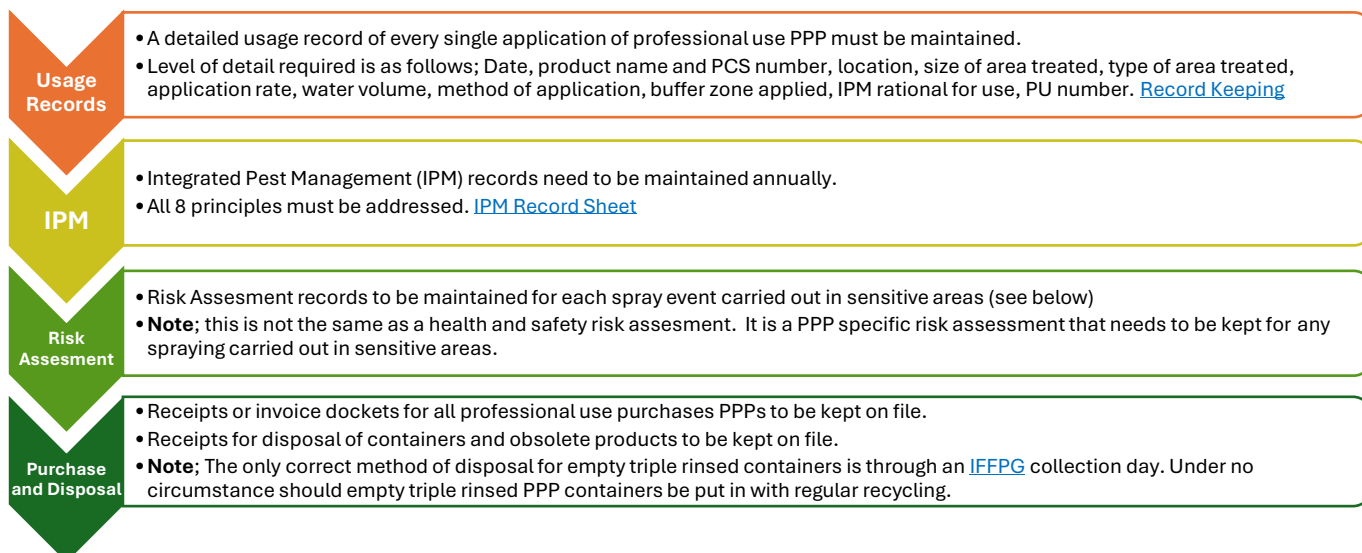 Usage
Records
• A detailed usage record of every single application of professional use PPP must be maintained.
• Level of detail required is as follows; Date, product name and PCS number, location, size of area treated, type of area treated,
application rate, water volume, method of application, buffer zone applied, IPM rational for use, PU number. Record Keeping
IPM
• Integrated Pest Management (IPM) records need to be maintained annually.
• All 8 principles must be addressed. IPM Record Sheet
Risk
Assesment
• Risk Assesment records to be maintained for each spray event carried out in sensitive areas (see below)
• Note; this is not the same as a health and safety risk assesment. It is a PPP specific risk assessment that needs to be kept for any
spraying carried out in sensitive areas.
Purchase
and Disposal
• Receipts or invoice dockets for all professional use purchases PPPs to be kept on file.
• Receipts for disposal of containers and obsolete products to be kept on file.
• Note; The only correct method of disposal for empty triple rinsed containers is through an IFFPG collection day. Under no
circumstance should empty triple rinsed PPP containers be put in with regular recycling.